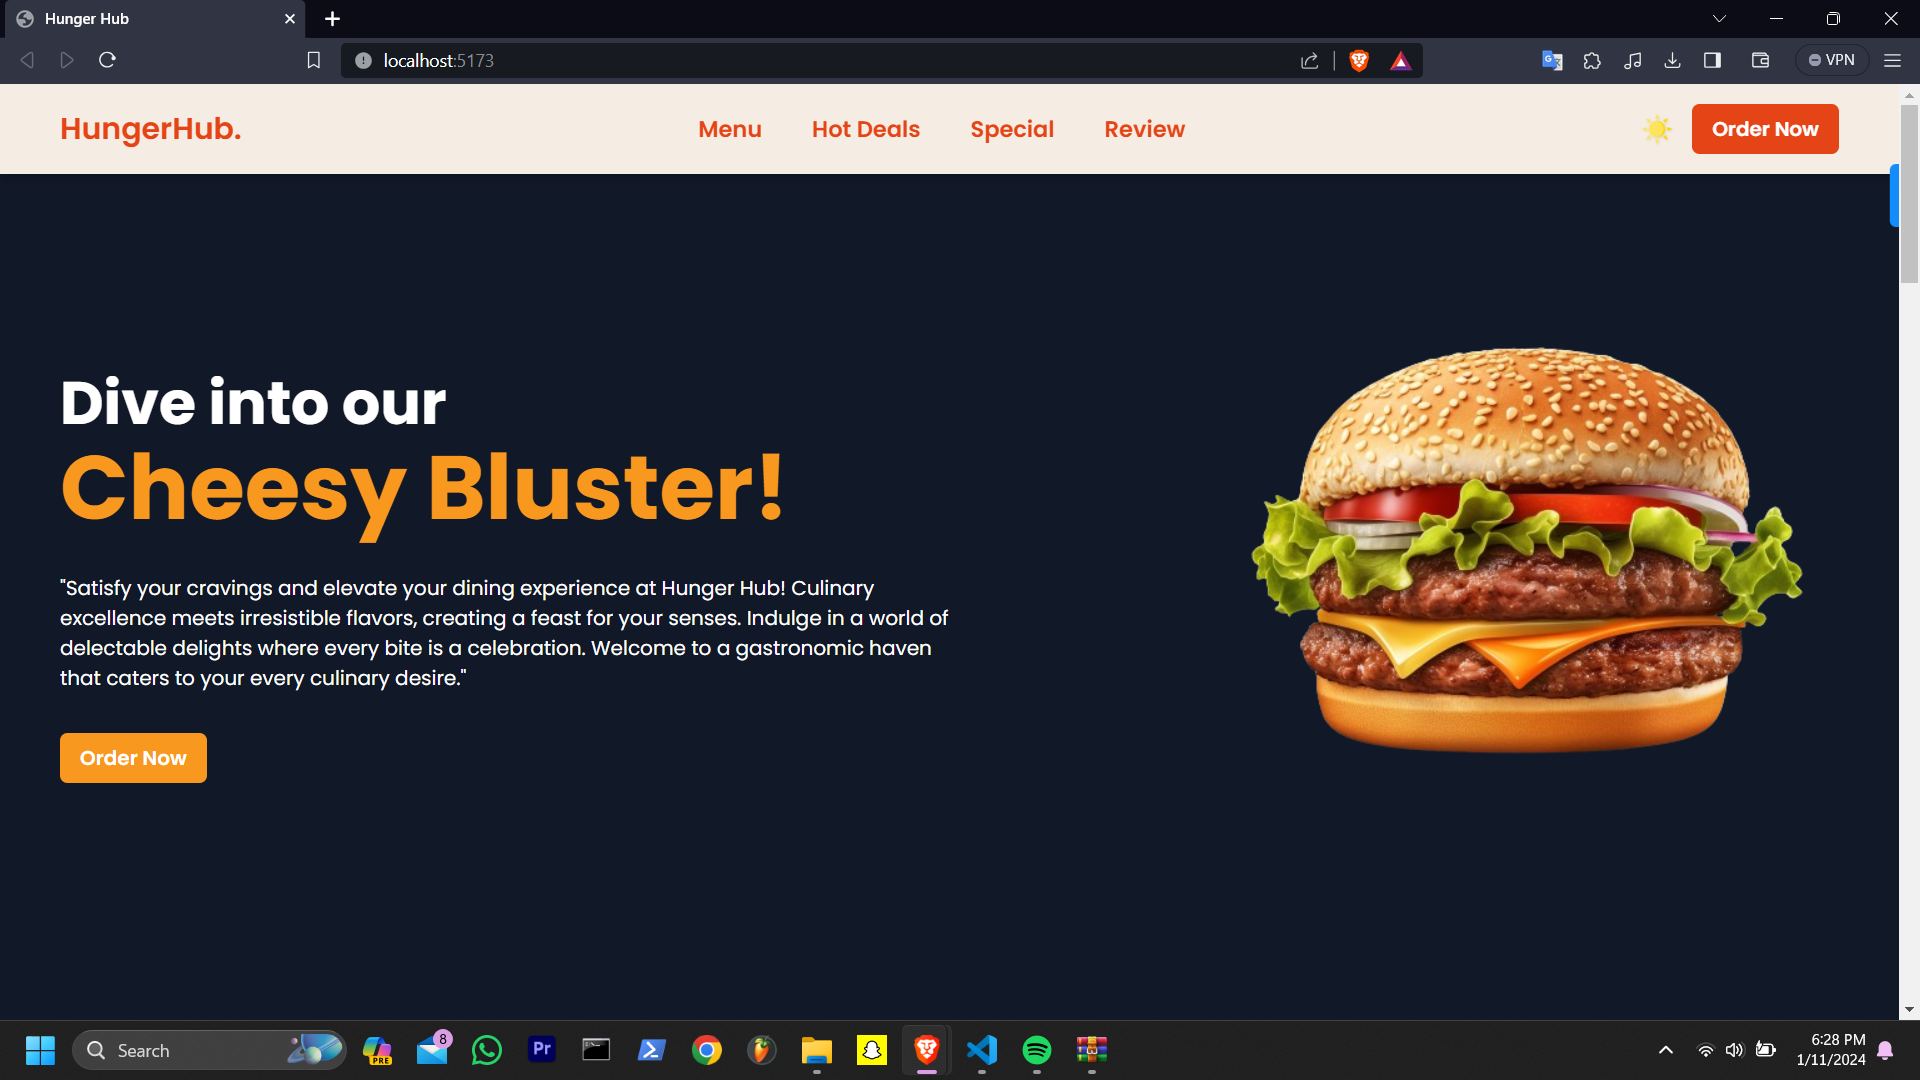 Hunger Hub
localhost:5173
VPN
HungerHub.
Menu
Hot Deals
Special
Review
Order Now
Dive into our
Cheesy Bluster!
"Satisfy your cravings and elevate your dining experience at Hunger Hub! Culinary
excellence meets irresistible flavors, creating a feast for your senses. Indulge in a world of
delectable delights where every bite is a celebration. Welcome to a gastronomic haven
that caters to your every culinary desire."
Order Now
Search
PRE
8
Pr
6:28 PM
1/11/2024